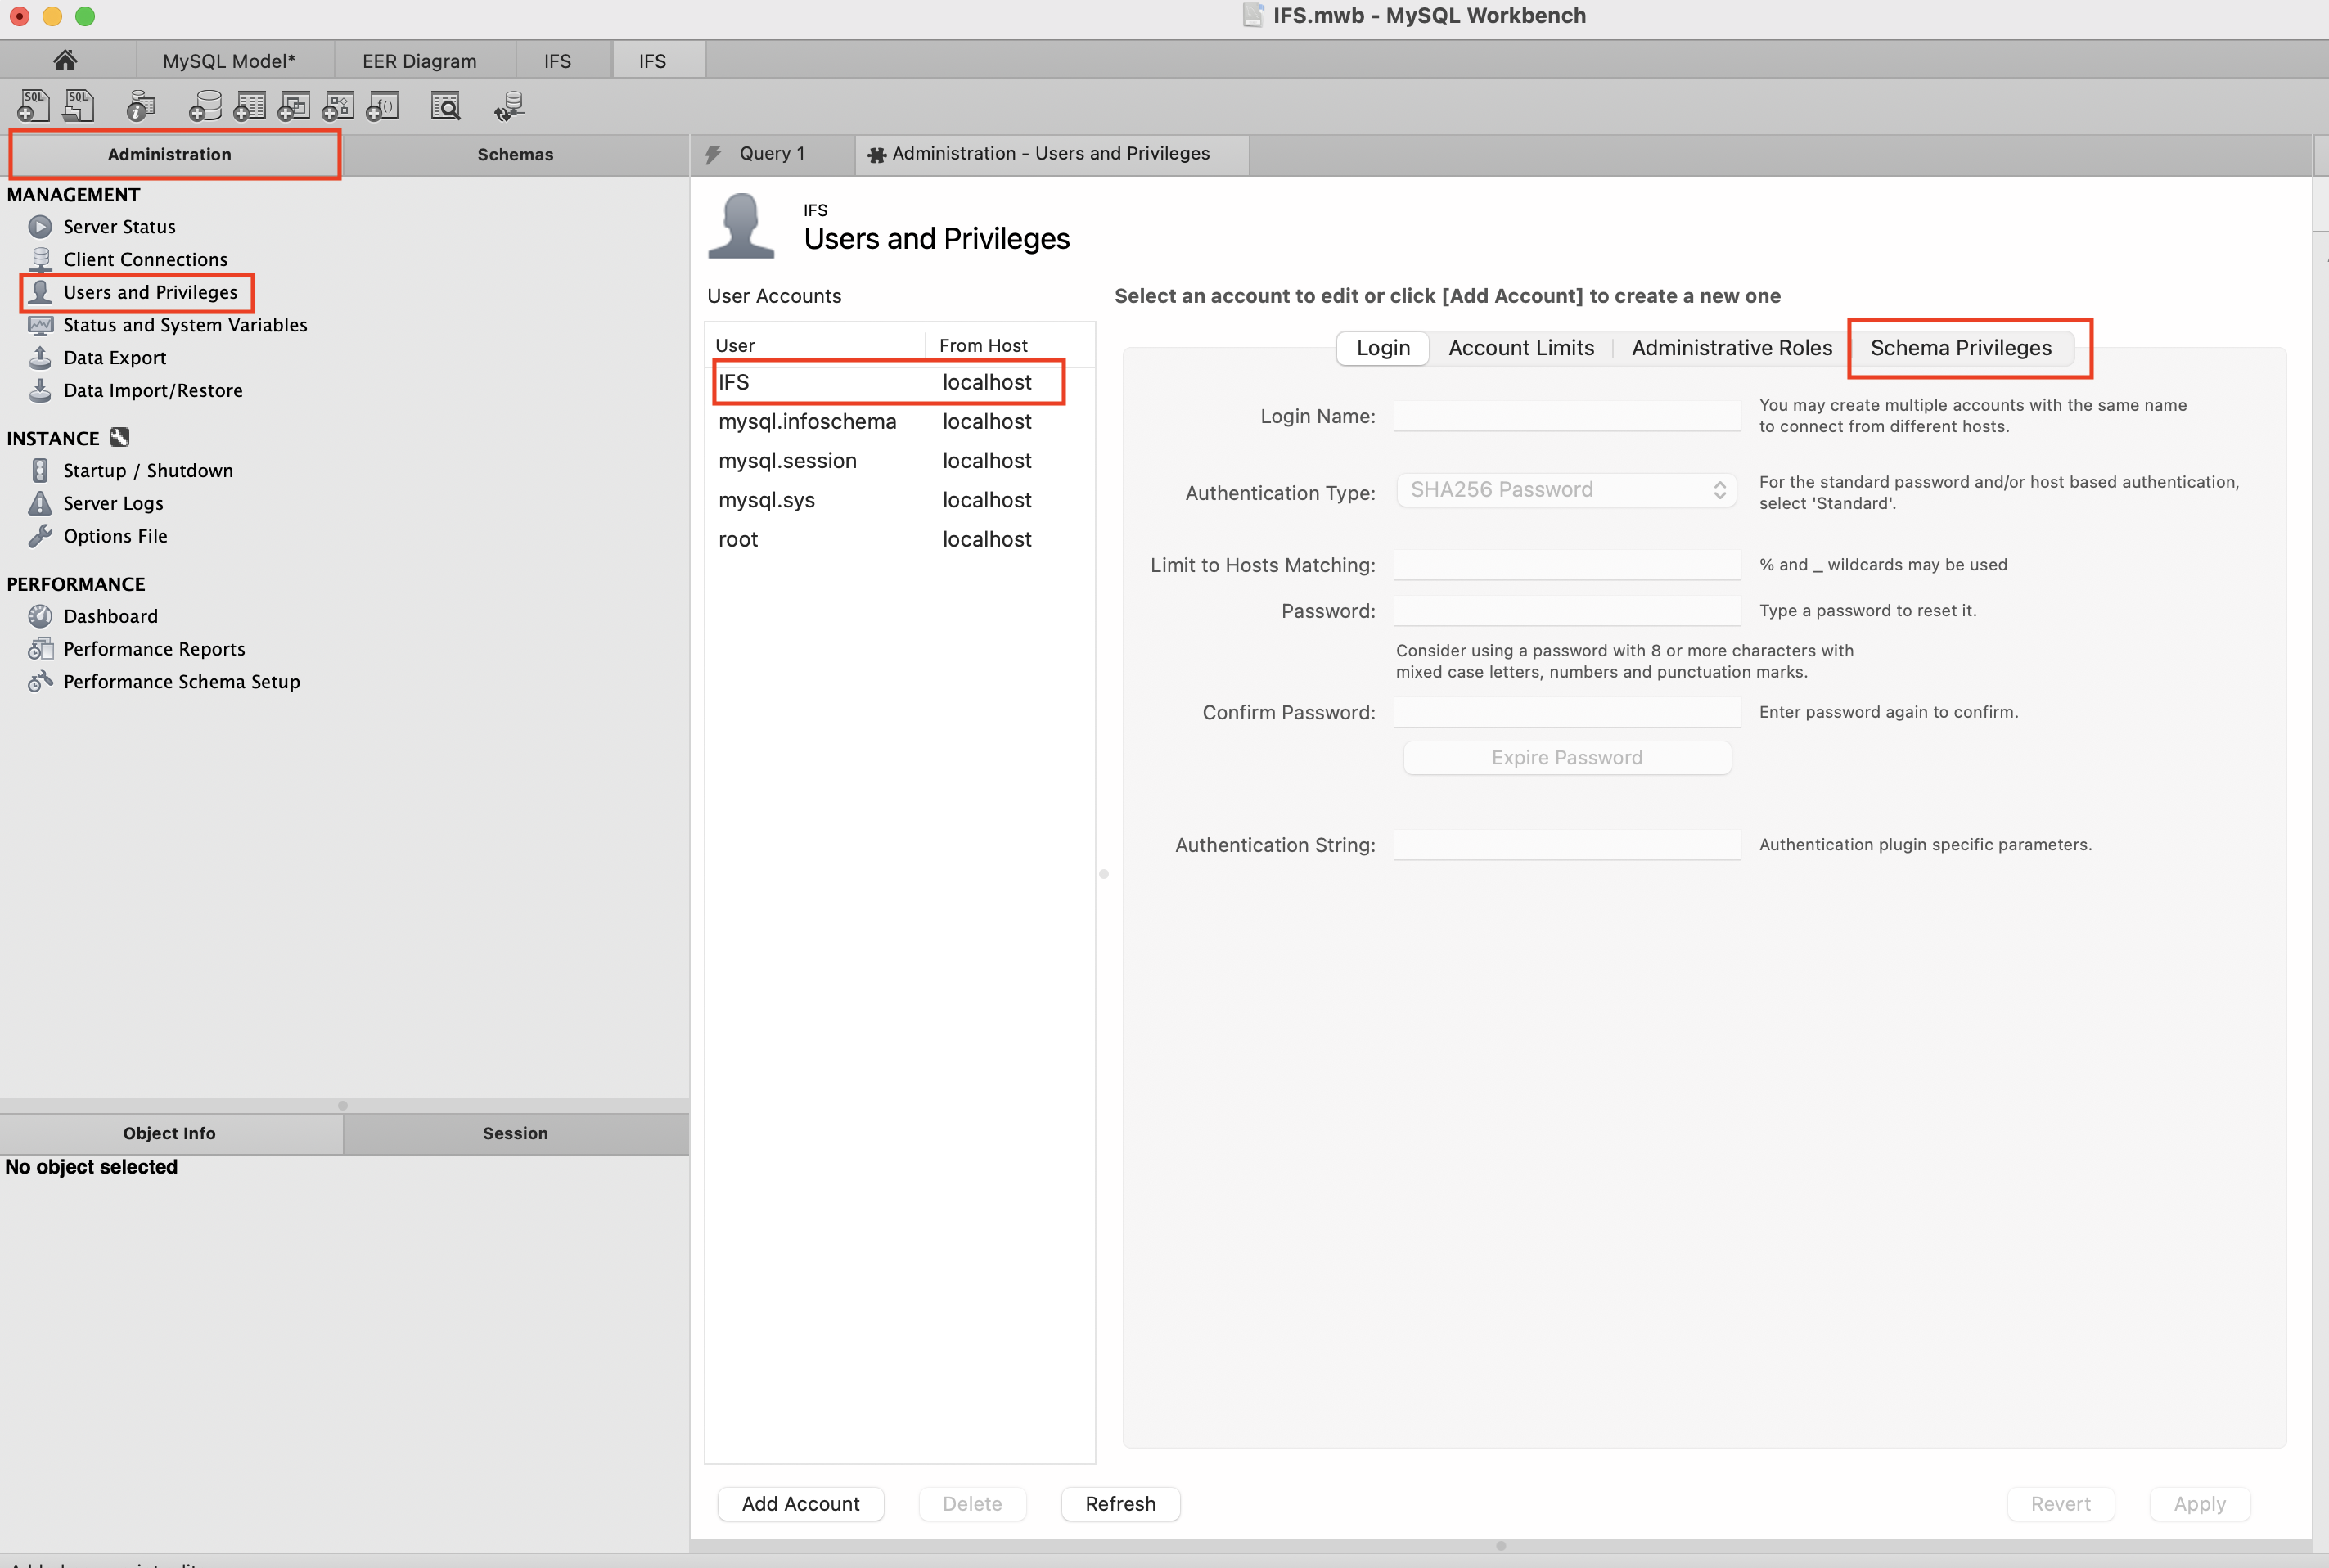 IFS.mwb - MySQL Workbench
MySQL Model*
EER Diagram
IFS
IFS
SQL
SQL
Administration
Schemas
Query 1
Administration - Users and Privileges
MANAGEMENT
Server Status
Client Connections
Users and Privileges
Status and System Variables
Data Export
Data Import/Restore
INSTANCE
Startup / Shutdown
Server Logs
Options File
PERFORMANCE
Dashboard
Performance Reports
Performance Schema Setup
Object Info
Session
No object selected
IFS
Users and Privileges
User Accounts
User From Host
IFS localhost
mysql.infoschema localhost
mysql.session localhost
mysql.sys localhost
root localhost
Add Account
Delete
Refresh
Select an account to edit or click [Add Account] to create a new one
Login
Account Limits
Administrative Roles
Schema Privileges
Login Name:
You may create multiple accounts with the same name
to connect from different hosts.
Authentication Type:
SHA256 Password
For the standard password and/or host based authentication,
select 'Standard'.
Limit to Hosts Matching:
% and _ wildcards may be used
Password:
Type a password to reset it.
Consider using a password with 8 or more characters with
mixed case letters, numbers and punctuation marks.
Confirm Password:
Enter password again to confirm.
Expire Password
Authentication String:
Authentication plugin specific parameters.
Revert
Apply